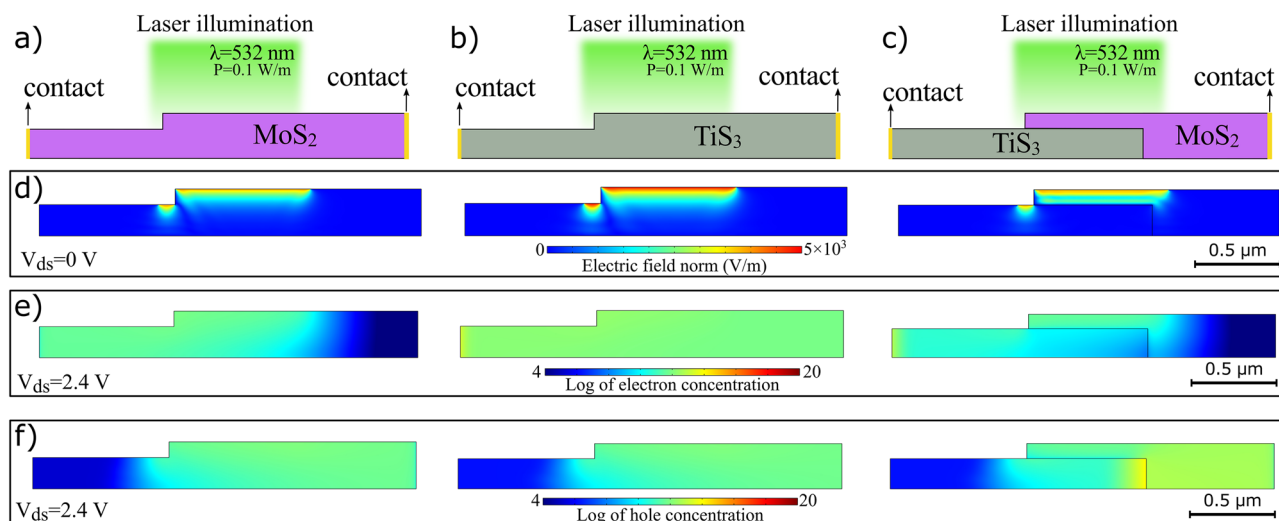 a)
Laser illumination
λ=532 nm
P=0.1 W/m
contact
contact
MoS₂
b)
Laser illumination
λ=532 nm
P=0.1 W/m
contact
contact
TiS₃
c)
Laser illumination
λ=532 nm
P=0.1 W/m
contact
contact
TiS₃
MoS₂
d)
V_ds=0 V
0
5×10³
Electric field norm (V/m)
0.5 µm
e)
V_ds=2.4 V
4
20
Log of electron concentration
0.5 µm
f)
V_ds=2.4 V
4
20
Log of hole concentration
0.5 µm